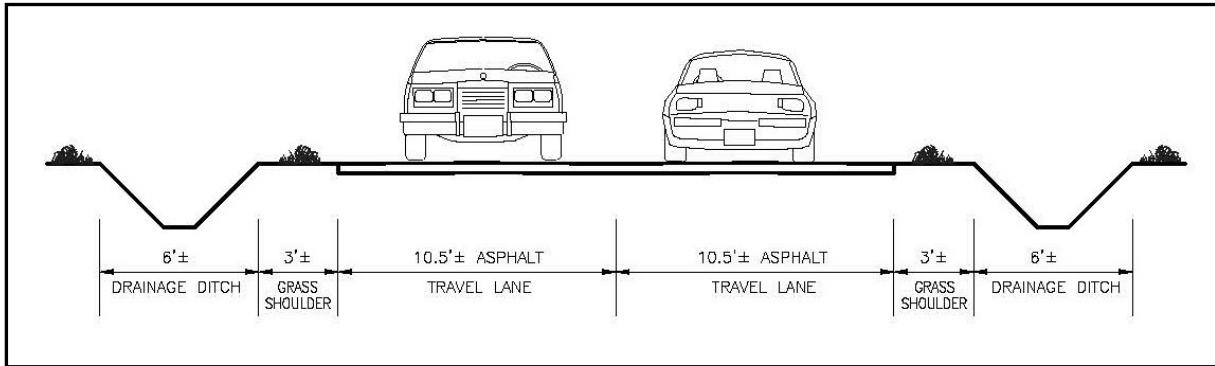 6'±
DRAINAGE DITCH
3'±
GRASS
SHOULDER
10.5'± ASPHALT
TRAVEL LANE
10.5'± ASPHALT
TRAVEL LANE
3'±
GRASS
SHOULDER
6'±
DRAINAGE DITCH